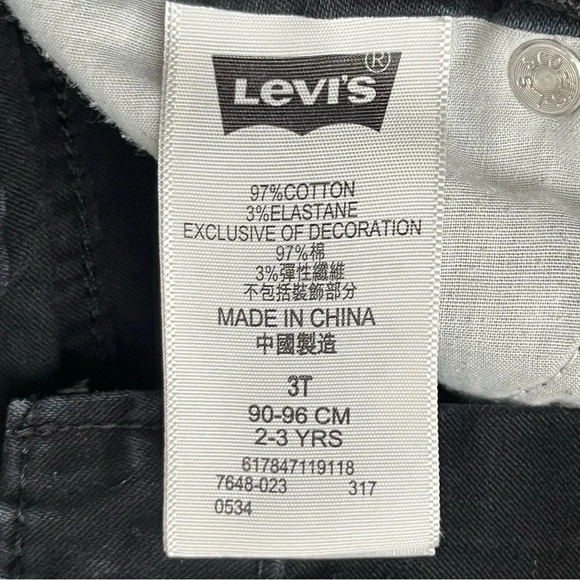 Levi's®
97%COTTON
3%ELASTANE
EXCLUSIVE OF DECORATION
97%棉
3%彈性纖維
不包括裝飾部分
MADE IN CHINA
中國製造
3T
90-96 CM
2-3 YRS
617847119118
7648-023 317
0534